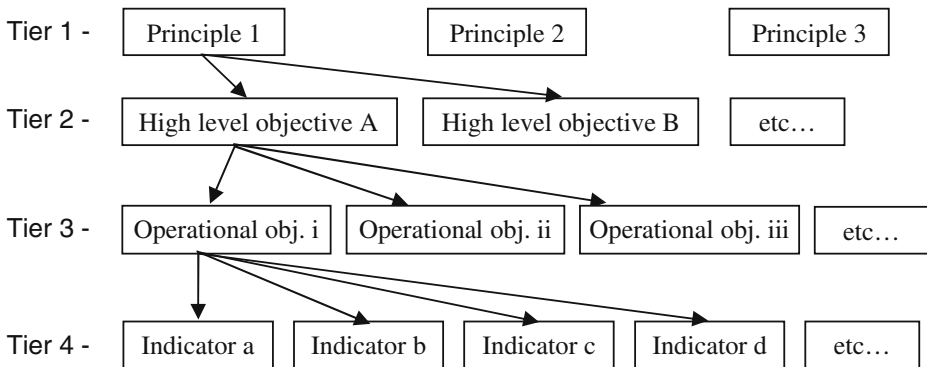 Tier 1 - Principle 1 Principle 2 Principle 3
Tier 2 - High level objective A High level objective B etc…
Tier 3 - Operational obj. i Operational obj. ii Operational obj. iii etc…
Tier 4 - Indicator a Indicator b Indicator c Indicator d etc…